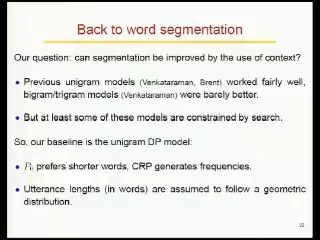 Back to word segmentation
Our question: can segmentation be improved by the use of context?
• Previous unigram models (Venkataraman, Brent) worked fairly well,
bigram/trigram models (Venkataraman) were barely better.
• But at least some of these models are constrained by search.
So, our baseline is the unigram DP model:
• P₀ prefers shorter words, CRP generates frequencies.
• Utterance lengths (in words) are assumed to follow a geometric
distribution.
22